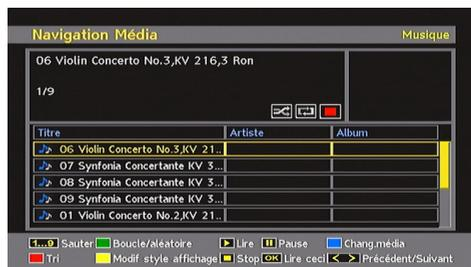 Navigation Média Musique
06 Violin Concerto No.3,KV 216,3 Ron
1/9
Titre Artiste Album
06 Violin Concerto No.3,KV 21..
07 Synfonia Concertante KV 3...
08 Synfonia Concertante KV 3...
09 Synfonia Concertante KV 3...
01 Violin Concerto No.2,KV 21..
1...9 Sauter Boucle/aléatoire Lire Pause Chang.média
Tri Modif style affichage Stop OK Lire ceci < > Précédent/Suivant